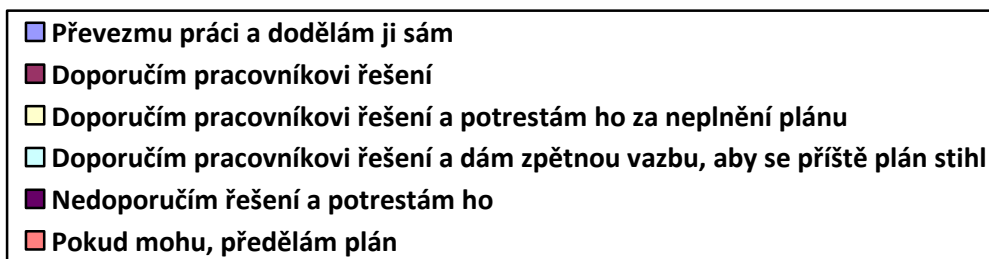 Převezmu práci a dodělám ji sám
Doporučím pracovníkovi řešení
Doporučím pracovníkovi řešení a potrestám ho za neplnění plánu
Doporučím pracovníkovi řešení a dám zpětnou vazbu, aby se příště plán stihl
Nedoporučím řešení a potrestám ho
Pokud mohu, předělám plán